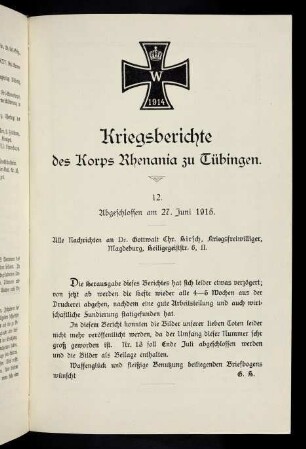 W
1914
Kriegsberichte
des Korps Rhenania zu Tübingen.
12.
Abgeschlossen am 27. Juni 1916.
Alle Nachrichten an Dr. Gottwalt Chr. Hirsch, Kriegsfreiwilliger,
Magdeburg, Heiligegeiststr. 6, II.
Die Herausgabe dieses Berichtes hat sich leider etwas verzögert;
von jetzt ab werden die Hefte wieder alle 4—6 Wochen aus der
Druckerei abgehen, nachdem eine gute Arbeitsteilung und auch wirt-
schaftliche Fundierung stattgefunden hat.
In diesem Bericht konnten die Bilder unserer lieben Toten leider
nicht mehr veröffentlicht werden, da der Umfang dieser Nummer sehr
groß geworden ist. Nr. 13 soll Ende Juli abgeschlossen werden
und die Bilder als Beilage enthalten.
Waffenglück und fleißige Benutzung beiliegenden Briefbogens
wünscht G. H.